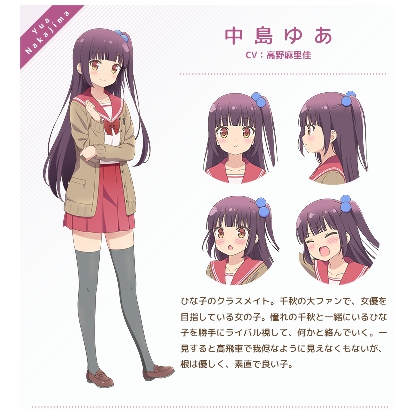 Yua
Nakajima
中島ゆあ
CV：高野麻里佳
ひな子のクラスメイト。千秋の大ファンで、女優を
目指している女の子。憧れの千秋と一緒にいるひな
子を勝手にライバル視して、何かと絡んでいく。一
見すると高飛車で我侭なように見えなくもないが、
根は優しく、素直で良い子。